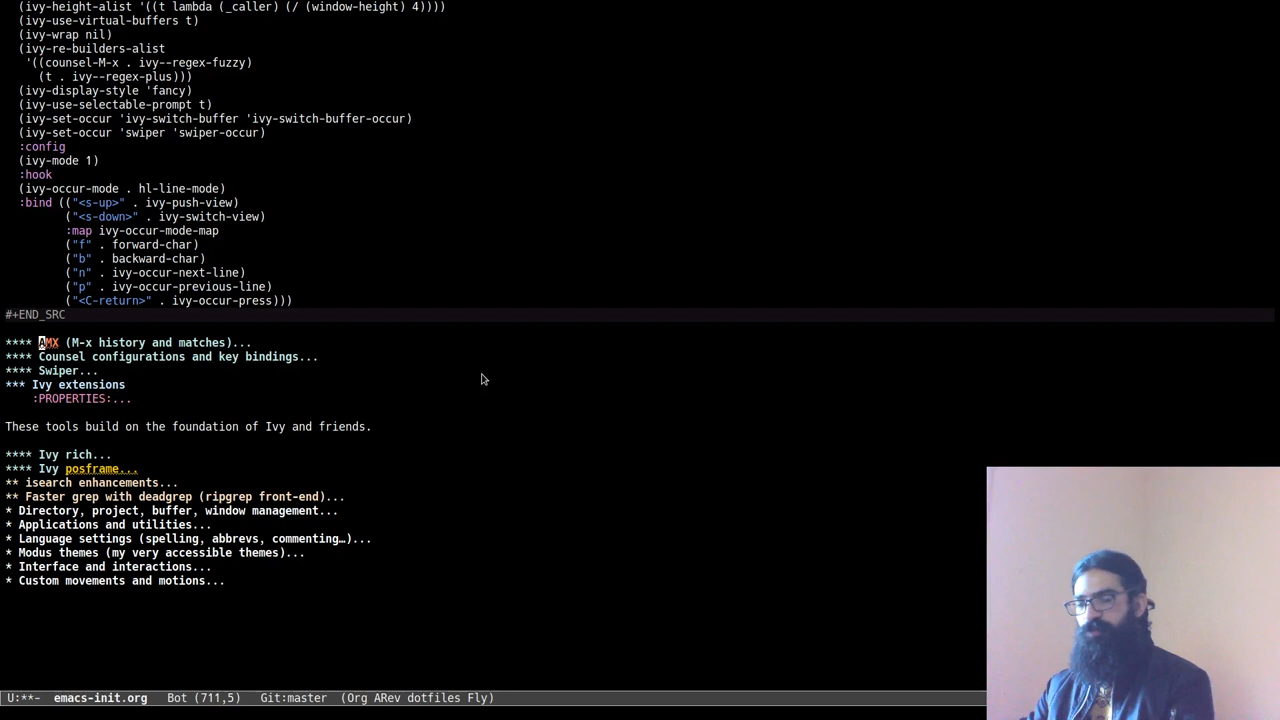 (ivy-height-alist '((t lambda (_caller) (/ (window-height) 4))))
(ivy-use-virtual-buffers t)
(ivy-wrap nil)
(ivy-re-builders-alist
'((counsel-M-x . ivy--regex-fuzzy)
(t . ivy--regex-plus)))
(ivy-display-style 'fancy)
(ivy-use-selectable-prompt t)
(ivy-set-occur 'ivy-switch-buffer 'ivy-switch-buffer-occur)
(ivy-set-occur 'swiper 'swiper-occur)
:config
(ivy-mode 1)
:hook
(ivy-occur-mode . hl-line-mode)
:bind (("<s-up>" . ivy-push-view)
("<s-down>" . ivy-switch-view)
:map ivy-occur-mode-map
("f" . forward-char)
("b" . backward-char)
("n" . ivy-occur-next-line)
("p" . ivy-occur-previous-line)
("<C-return>" . ivy-occur-press)))
#+END_SRC
**** AMX (M-x history and matches)...
**** Counsel configurations and key bindings...
**** Swiper...
*** Ivy extensions
:PROPERTIES:...
These tools build on the foundation of Ivy and friends.
**** Ivy rich...
**** Ivy posframe...
** isearch enhancements...
** Faster grep with deadgrep (ripgrep front-end)...
* Directory, project, buffer, window management...
* Applications and utilities...
* Language settings (spelling, abbrevs, commenting…)...
* Modus themes (my very accessible themes)...
* Interface and interactions...
* Custom movements and motions...
U:**-  emacs-init.org   Bot (711,5)   Git:master  (Org ARev dotfiles Fly)